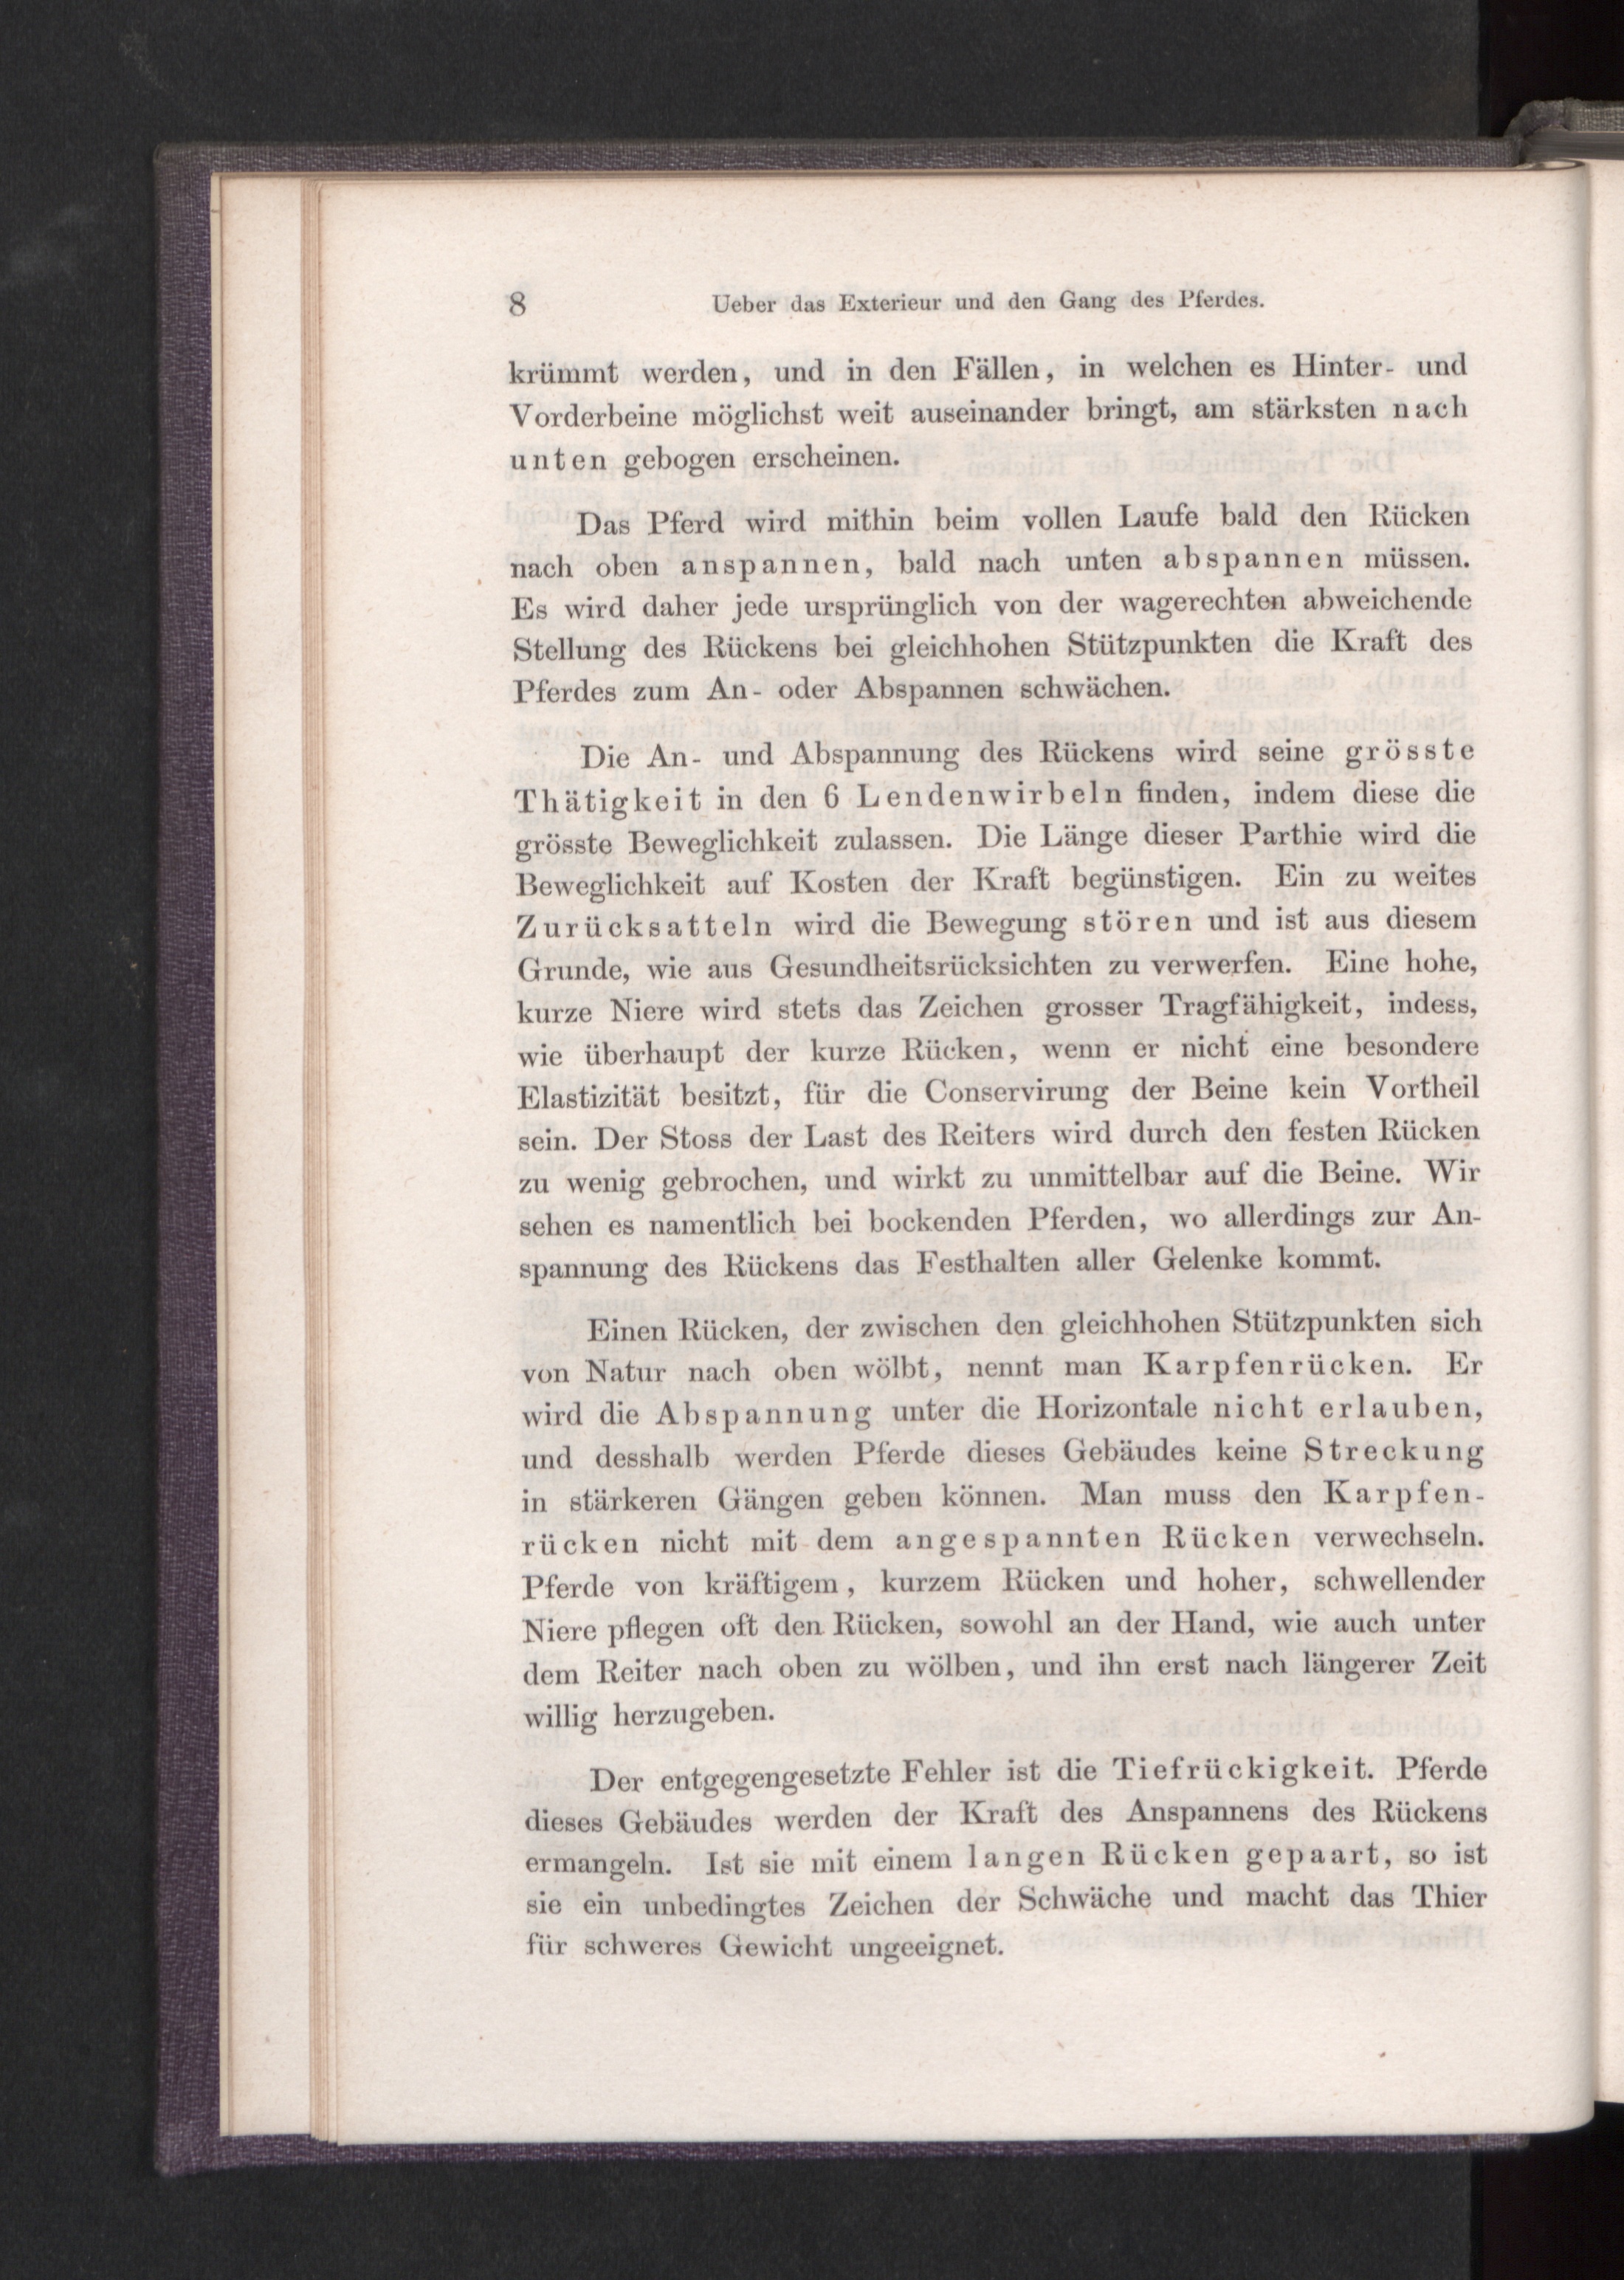 8 Ueber das Exterieur und den Gang des Pferdes.
krümmt werden, und in den Fällen, in welchen es Hinter- und
Vorderbeine möglichst weit auseinander bringt, am stärksten nach
unten gebogen erscheinen.
Das Pferd wird mithin beim vollen Laufe bald den Rücken
nach oben anspannen, bald nach unten abspannen müssen.
Es wird daher jede ursprünglich von der wagerechten abweichende
Stellung des Rückens bei gleichhohen Stützpunkten die Kraft des
Pferdes zum An- oder Abspannen schwächen.
Die An- und Abspannung des Rückens wird seine grösste
Thätigkeit in den 6 Lendenwirbeln finden, indem diese die
grösste Beweglichkeit zulassen. Die Länge dieser Parthie wird die
Beweglichkeit auf Kosten der Kraft begünstigen. Ein zu weites
Zurücksatteln wird die Bewegung stören und ist aus diesem
Grunde, wie aus Gesundheitsrücksichten zu verwerfen. Eine hohe,
kurze Niere wird stets das Zeichen grosser Tragfähigkeit, indess,
wie überhaupt der kurze Rücken, wenn er nicht eine besondere
Elastizität besitzt, für die Conservirung der Beine kein Vortheil
sein. Der Stoss der Last des Reiters wird durch den festen Rücken
zu wenig gebrochen, und wirkt zu unmittelbar auf die Beine. Wir
sehen es namentlich bei bockenden Pferden, wo allerdings zur An-
spannung des Rückens das Festhalten aller Gelenke kommt.
Einen Rücken, der zwischen den gleichhohen Stützpunkten sich
von Natur nach oben wölbt, nennt man Karpfenrücken. Er
wird die Abspannung unter die Horizontale nicht erlauben,
und desshalb werden Pferde dieses Gebäudes keine Streckung
in stärkeren Gängen geben können. Man muss den Karpfen-
rücken nicht mit dem angespannten Rücken verwechseln.
Pferde von kräftigem, kurzem Rücken und hoher, schwellender
Niere pflegen oft den Rücken, sowohl an der Hand, wie auch unter
dem Reiter nach oben zu wölben, und ihn erst nach längerer Zeit
willig herzugeben.
Der entgegengesetzte Fehler ist die Tiefrückigkeit. Pferde
dieses Gebäudes werden der Kraft des Anspannens des Rückens
ermangeln. Ist sie mit einem langen Rücken gepaart, so ist
sie ein unbedingtes Zeichen der Schwäche und macht das Thier
für schweres Gewicht ungeeignet.